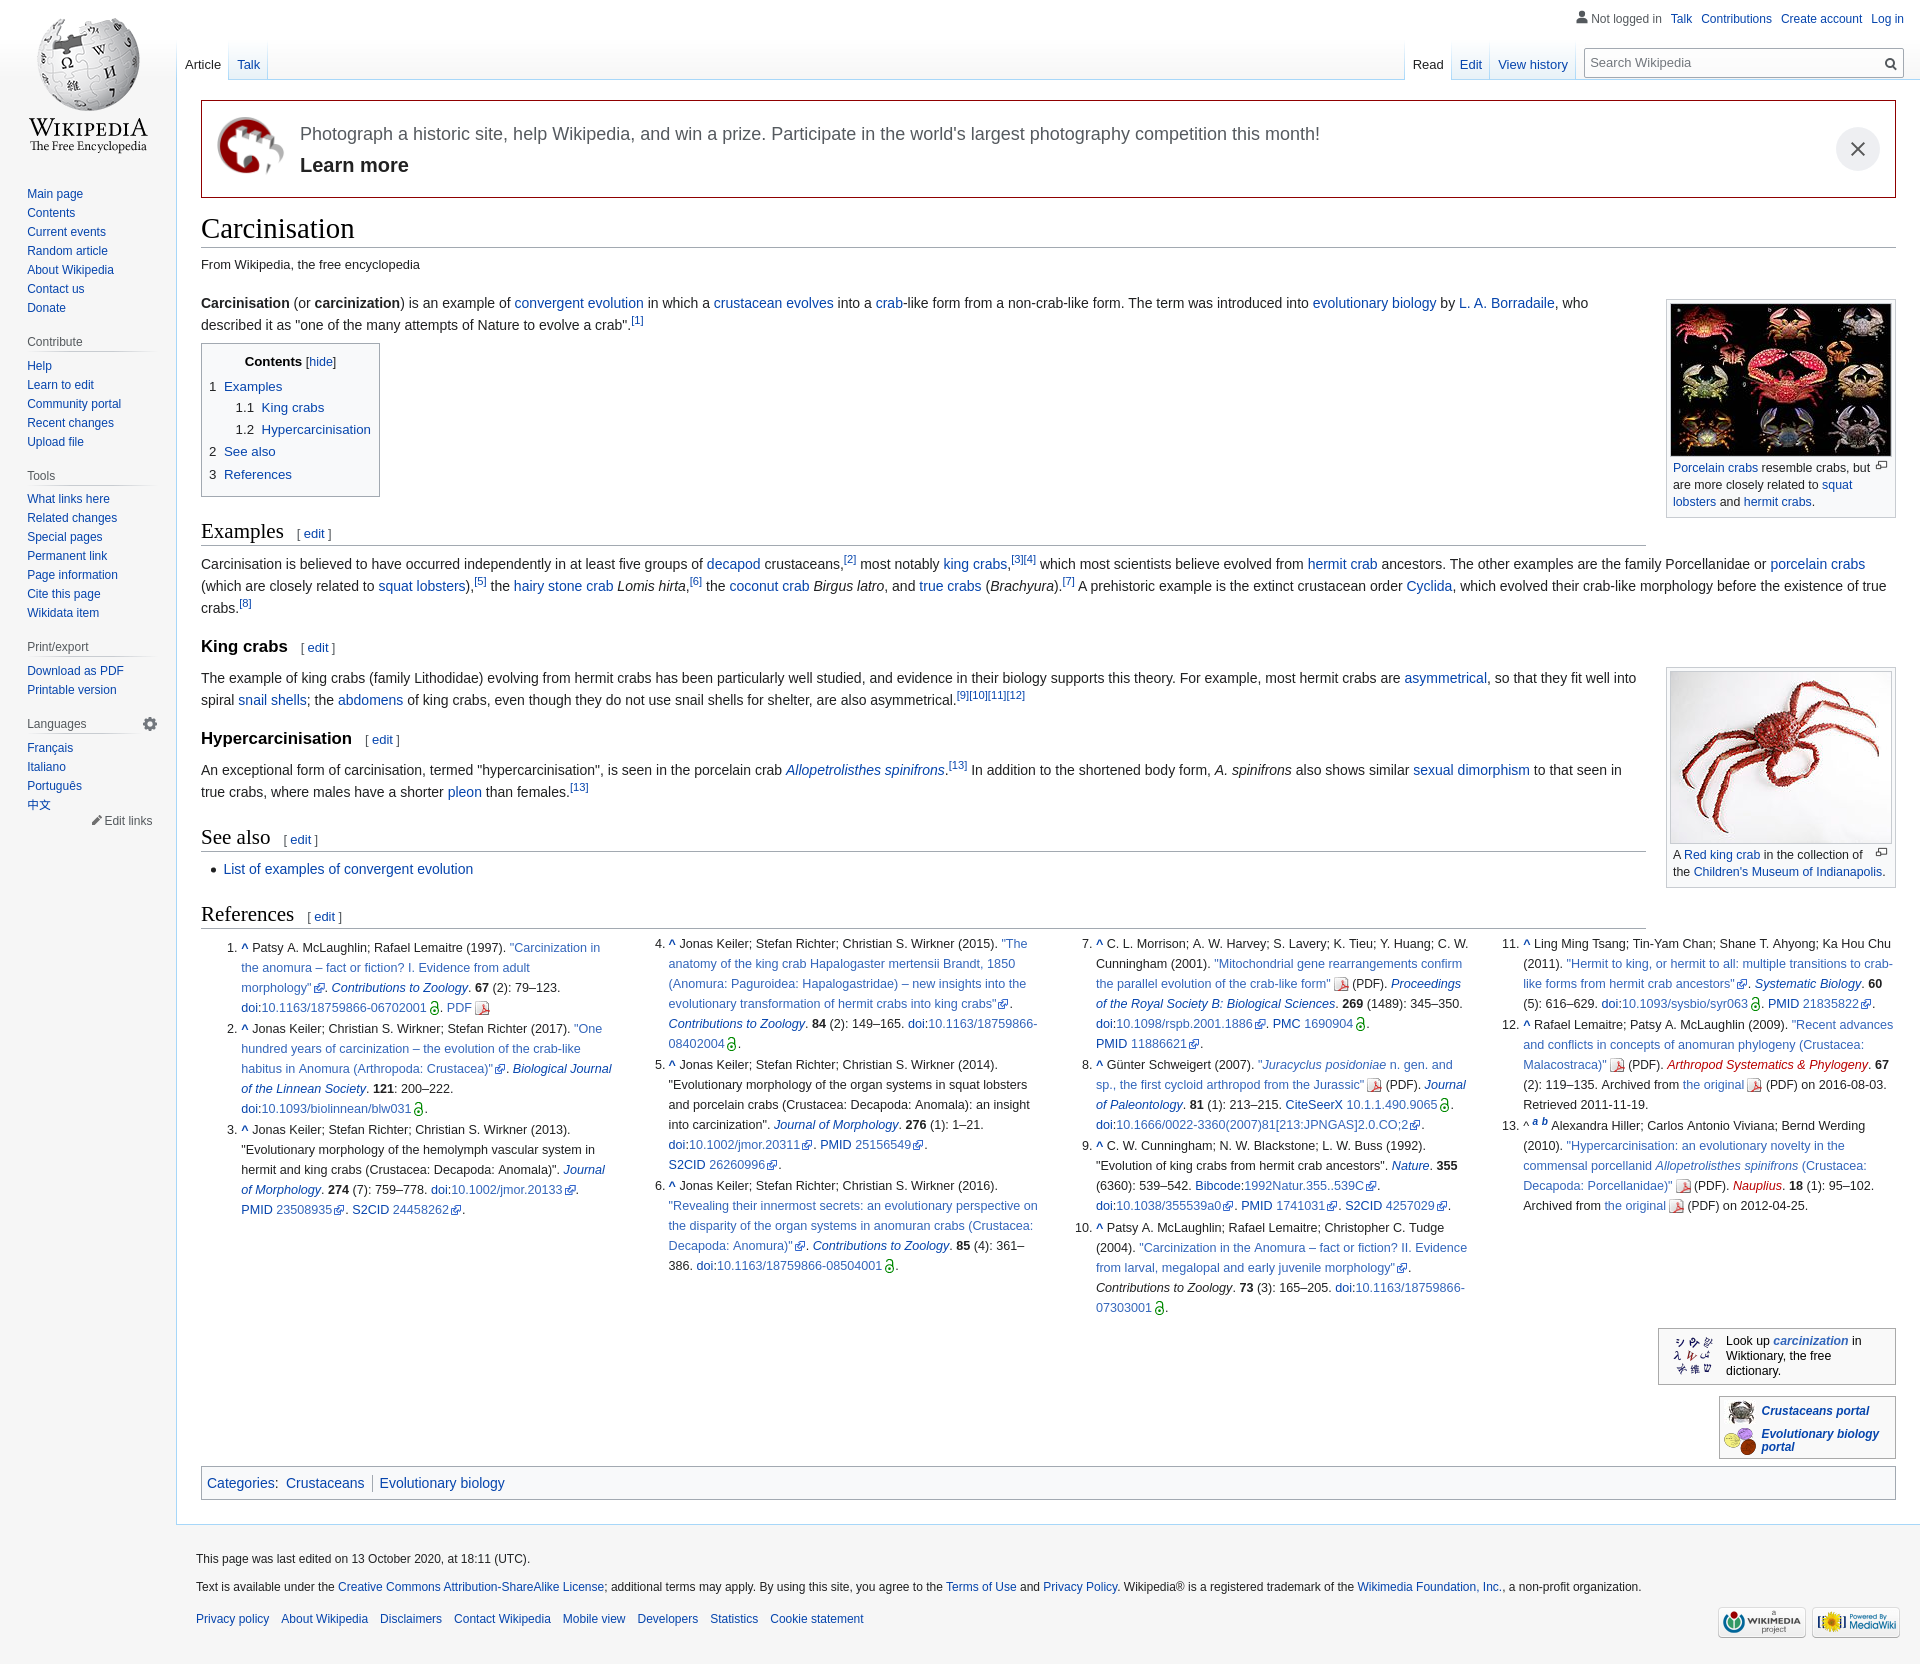 Not logged in Talk Contributions Create account Log in
Article Talk Read Edit View history Search Wikipedia
WIKIPEDIA
The Free Encyclopedia
Main page
Contents
Current events
Random article
About Wikipedia
Contact us
Donate
Contribute
Help
Learn to edit
Community portal
Recent changes
Upload file
Tools
What links here
Related changes
Special pages
Permanent link
Page information
Cite this page
Wikidata item
Print/export
Download as PDF
Printable version
Languages
Français
Italiano
Português
中文
Edit links
Photograph a historic site, help Wikipedia, and win a prize. Participate in the world's largest photography competition this month!
Learn more
Carcinisation
From Wikipedia, the free encyclopedia
Carcinisation (or carcinization) is an example of convergent evolution in which a crustacean evolves into a crab-like form from a non-crab-like form. The term was introduced into evolutionary biology by L. A. Borradaile, who
described it as "one of the many attempts of Nature to evolve a crab".[1]
Contents [hide]
1 Examples
1.1 King crabs
1.2 Hypercarcinisation
2 See also
3 References
Porcelain crabs resemble crabs, but
are more closely related to squat
lobsters and hermit crabs.
Examples [ edit ]
Carcinisation is believed to have occurred independently in at least five groups of decapod crustaceans,[2] most notably king crabs,[3][4] which most scientists believe evolved from hermit crab ancestors. The other examples are the family Porcellanidae or porcelain crabs
(which are closely related to squat lobsters),[5] the hairy stone crab Lomis hirta,[6] the coconut crab Birgus latro, and true crabs (Brachyura).[7] A prehistoric example is the extinct crustacean order Cyclida, which evolved their crab-like morphology before the existence of true
crabs.[8]
King crabs [ edit ]
The example of king crabs (family Lithodidae) evolving from hermit crabs has been particularly well studied, and evidence in their biology supports this theory. For example, most hermit crabs are asymmetrical, so that they fit well into
spiral snail shells; the abdomens of king crabs, even though they do not use snail shells for shelter, are also asymmetrical.[9][10][11][12]
Hypercarcinisation [ edit ]
An exceptional form of carcinisation, termed "hypercarcinisation", is seen in the porcelain crab Allopetrolisthes spinifrons.[13] In addition to the shortened body form, A. spinifrons also shows similar sexual dimorphism to that seen in
true crabs, where males have a shorter pleon than females.[13]
A Red king crab in the collection of
the Children's Museum of Indianapolis.
See also [ edit ]
• List of examples of convergent evolution
References [ edit ]
1. ^ Patsy A. McLaughlin; Rafael Lemaitre (1997). "Carcinization in
the anomura – fact or fiction? I. Evidence from adult
morphology". Contributions to Zoology. 67 (2): 79–123.
doi:10.1163/18759866-06702001. PDF
2. ^ Jonas Keiler; Christian S. Wirkner; Stefan Richter (2017). "One
hundred years of carcinization – the evolution of the crab-like
habitus in Anomura (Arthropoda: Crustacea)". Biological Journal
of the Linnean Society. 121: 200–222.
doi:10.1093/biolinnean/blw031.
3. ^ Jonas Keiler; Stefan Richter; Christian S. Wirkner (2013).
"Evolutionary morphology of the hemolymph vascular system in
hermit and king crabs (Crustacea: Decapoda: Anomala)". Journal
of Morphology. 274 (7): 759–778. doi:10.1002/jmor.20133.
PMID 23508935. S2CID 24458262.
4. ^ Jonas Keiler; Stefan Richter; Christian S. Wirkner (2015). "The
anatomy of the king crab Hapalogaster mertensii Brandt, 1850
(Anomura: Paguroidea: Hapalogastridae) – new insights into the
evolutionary transformation of hermit crabs into king crabs".
Contributions to Zoology. 84 (2): 149–165. doi:10.1163/18759866-
08402004.
5. ^ Jonas Keiler; Stefan Richter; Christian S. Wirkner (2014).
"Evolutionary morphology of the organ systems in squat lobsters
and porcelain crabs (Crustacea: Decapoda: Anomala): an insight
into carcinization". Journal of Morphology. 276 (1): 1–21.
doi:10.1002/jmor.20311. PMID 25156549.
S2CID 26260996.
6. ^ Jonas Keiler; Stefan Richter; Christian S. Wirkner (2016).
"Revealing their innermost secrets: an evolutionary perspective on
the disparity of the organ systems in anomuran crabs (Crustacea:
Decapoda: Anomura)". Contributions to Zoology. 85 (4): 361–
386. doi:10.1163/18759866-08504001.
7. ^ C. L. Morrison; A. W. Harvey; S. Lavery; K. Tieu; Y. Huang; C. W.
Cunningham (2001). "Mitochondrial gene rearrangements confirm
the parallel evolution of the crab-like form" (PDF). Proceedings
of the Royal Society B: Biological Sciences. 269 (1489): 345–350.
doi:10.1098/rspb.2001.1886. PMC 1690904.
PMID 11886621.
8. ^ Günter Schweigert (2007). "Juracyclus posidoniae n. gen. and
sp., the first cycloid arthropod from the Jurassic" (PDF). Journal
of Paleontology. 81 (1): 213–215. CiteSeerX 10.1.1.490.9065.
doi:10.1666/0022-3360(2007)81[213:JPNGAS]2.0.CO;2.
9. ^ C. W. Cunningham; N. W. Blackstone; L. W. Buss (1992).
"Evolution of king crabs from hermit crab ancestors". Nature. 355
(6360): 539–542. Bibcode:1992Natur.355..539C.
doi:10.1038/355539a0. PMID 1741031. S2CID 4257029.
10. ^ Patsy A. McLaughlin; Rafael Lemaitre; Christopher C. Tudge
(2004). "Carcinization in the Anomura – fact or fiction? II. Evidence
from larval, megalopal and early juvenile morphology".
Contributions to Zoology. 73 (3): 165–205. doi:10.1163/18759866-
07303001.
11. ^ Ling Ming Tsang; Tin-Yam Chan; Shane T. Ahyong; Ka Hou Chu
(2011). "Hermit to king, or hermit to all: multiple transitions to crab-
like forms from hermit crab ancestors". Systematic Biology. 60
(5): 616–629. doi:10.1093/sysbio/syr063. PMID 21835822.
12. ^ Rafael Lemaitre; Patsy A. McLaughlin (2009). "Recent advances
and conflicts in concepts of anomuran phylogeny (Crustacea:
Malacostraca)" (PDF). Arthropod Systematics & Phylogeny. 67
(2): 119–135. Archived from the original (PDF) on 2016-08-03.
Retrieved 2011-11-19.
13. ^ a b Alexandra Hiller; Carlos Antonio Viviana; Bernd Werding
(2010). "Hypercarcinisation: an evolutionary novelty in the
commensal porcellanid Allopetrolisthes spinifrons (Crustacea:
Decapoda: Porcellanidae)" (PDF). Nauplius. 18 (1): 95–102.
Archived from the original (PDF) on 2012-04-25.
Look up carcinization in
Wiktionary, the free
dictionary.
Crustaceans portal
Evolutionary biology
portal
Categories: Crustaceans | Evolutionary biology
This page was last edited on 13 October 2020, at 18:11 (UTC).
Text is available under the Creative Commons Attribution-ShareAlike License; additional terms may apply. By using this site, you agree to the Terms of Use and Privacy Policy. Wikipedia® is a registered trademark of the Wikimedia Foundation, Inc., a non-profit organization.
Privacy policy About Wikipedia Disclaimers Contact Wikipedia Mobile view Developers Statistics Cookie statement
a
WIKIMEDIA
project
Powered By
MediaWiki